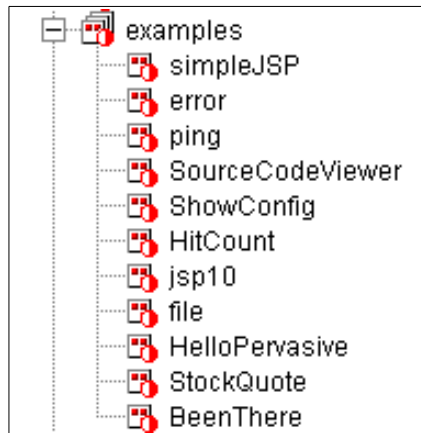 examples
simpleJSP
error
ping
SourceCodeViewer
ShowConfig
HitCount
jsp10
file
HelloPervasive
StockQuote
BeenThere